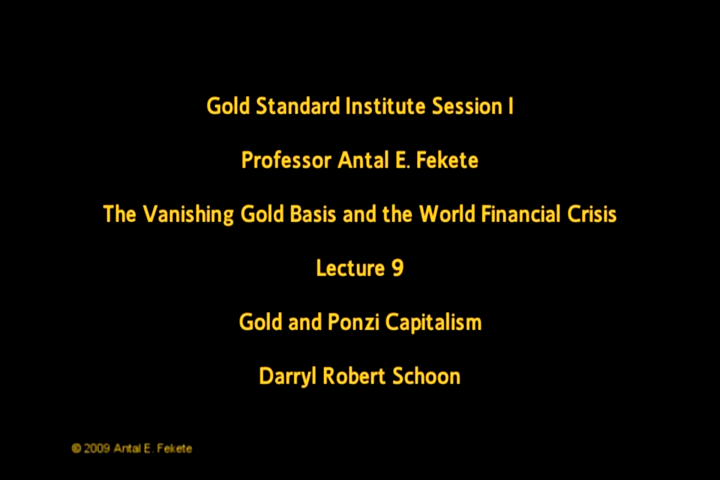 Gold Standard Institute Session I
Professor Antal E. Fekete
The Vanishing Gold Basis and the World Financial Crisis
Lecture 9
Gold and Ponzi Capitalism
Darryl Robert Schoon
© 2009 Antal E. Fekete